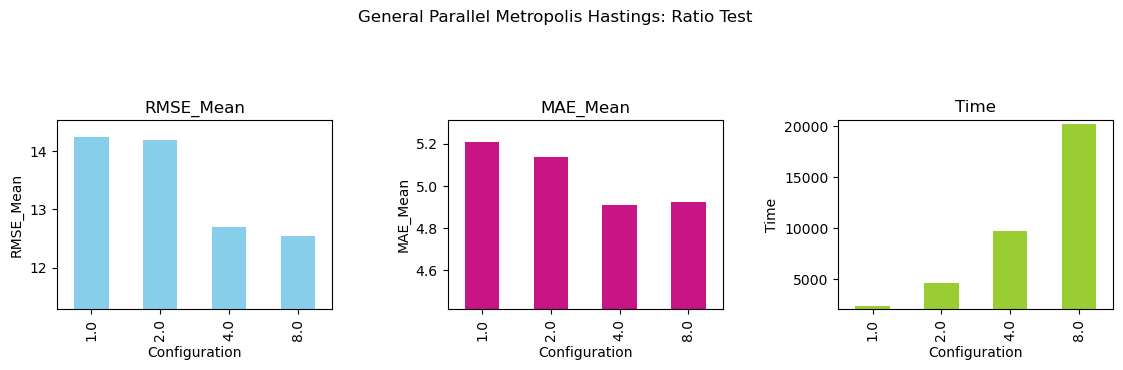 General Parallel Metropolis Hastings: Ratio Test
RMSE_Mean
RMSE_Mean
14
13
12
1.0
2.0
4.0
8.0
Configuration
MAE_Mean
MAE_Mean
5.2
5.0
4.8
4.6
1.0
2.0
4.0
8.0
Configuration
Time
Time
20000
15000
10000
5000
1.0
2.0
4.0
8.0
Configuration